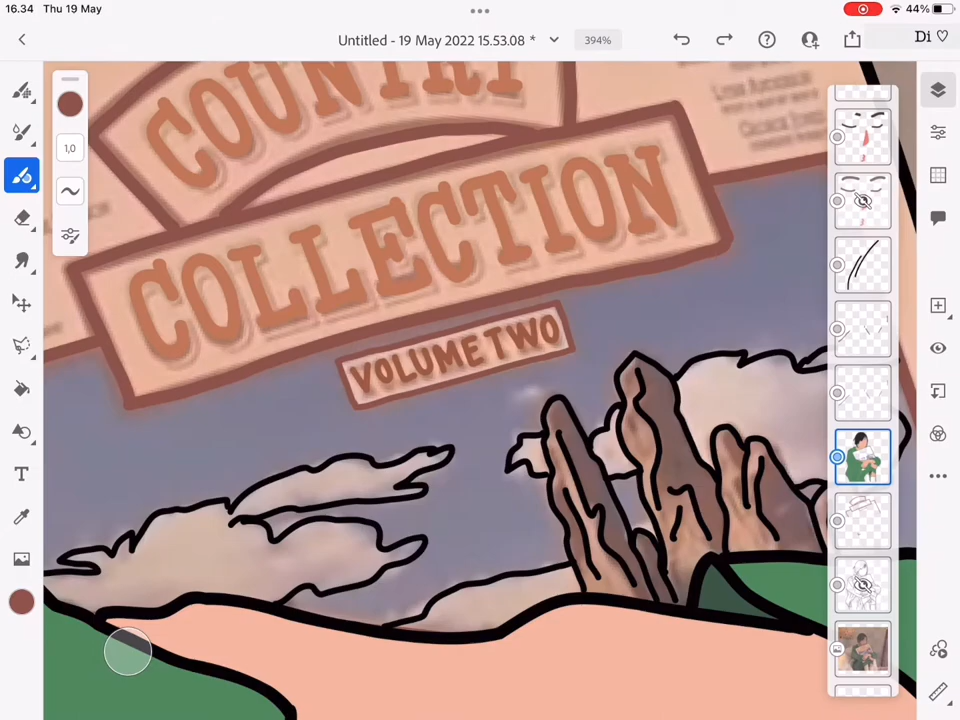 16.34 Thu 19 May
44%
Untitled - 19 May 2022 15.53.08 *
394%
Di ♡
1,0
COUNTRY
COLLECTION
VOLUME TWO
T